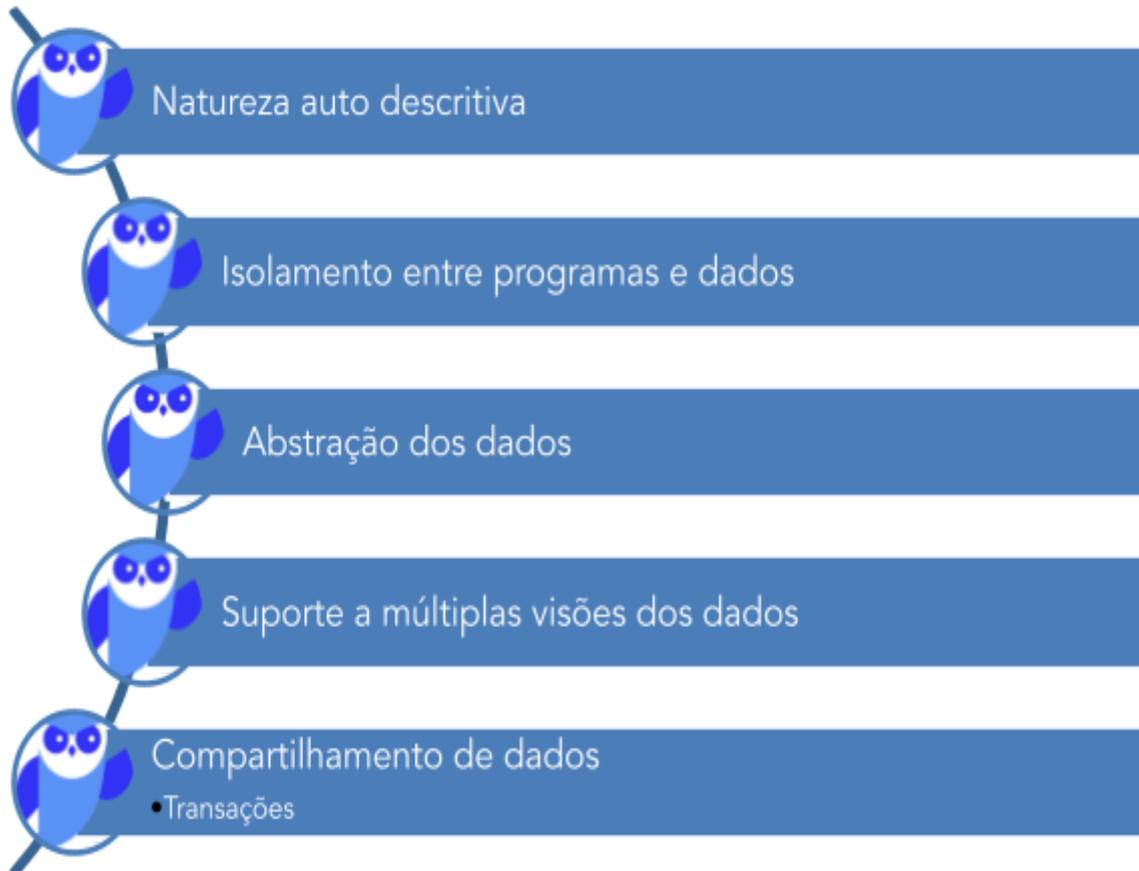 Natureza auto descritiva
Isolamento entre programas e dados
Abstração dos dados
Suporte a múltiplas visões dos dados
Compartilhamento de dados
•Transações